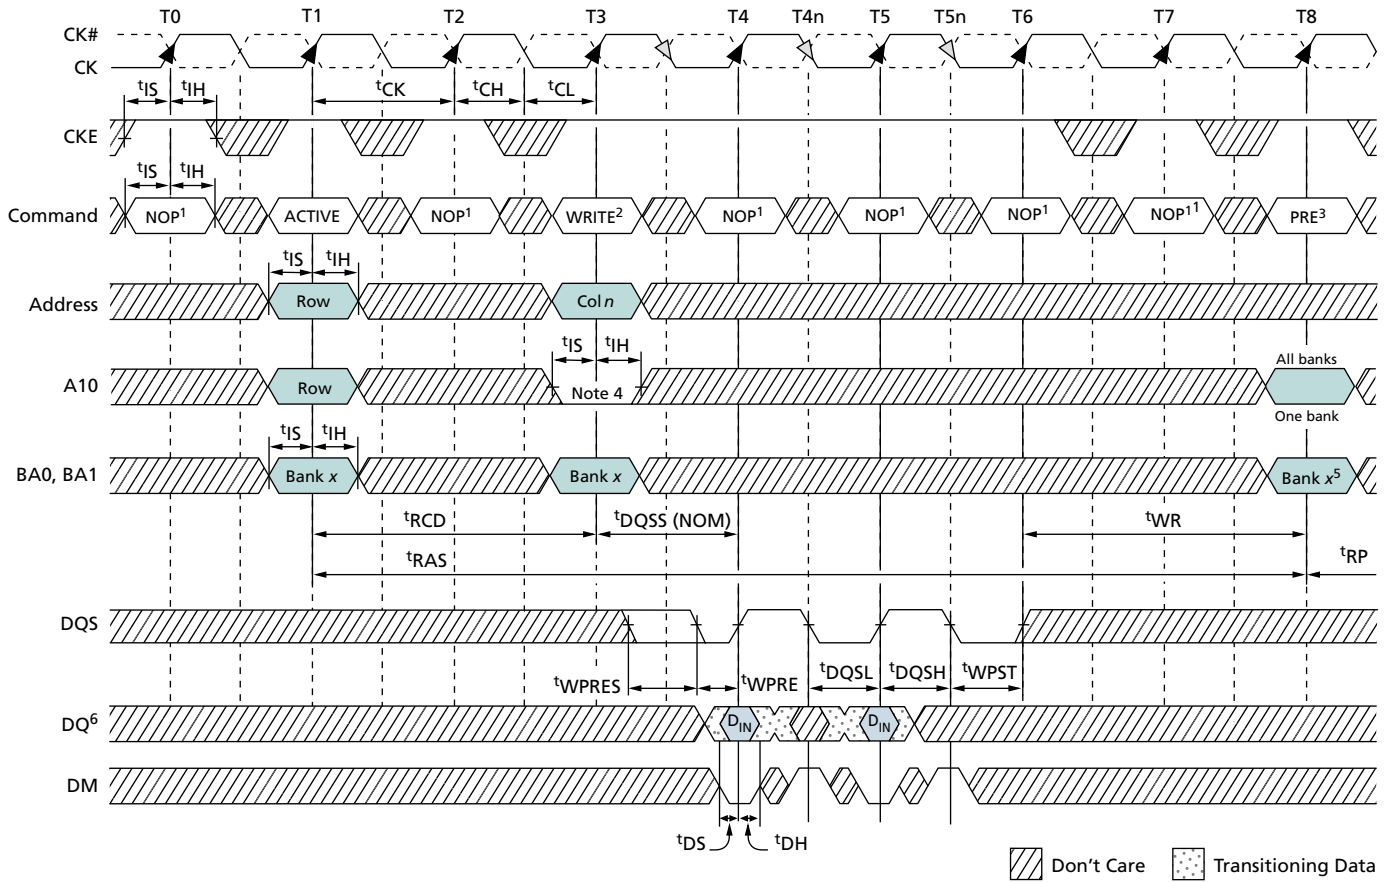 T0 T1 T2 T3 T4 T4n T5 T5n T6 T7 T8
CK#
CK
tIS tIH tCK tCH tCL
CKE
tIS tIH
Command NOP1 ACTIVE NOP1 WRITE2 NOP1 NOP1 NOP1 NOP11 PRE3
tIS tIH
Address Row Col n
tIS tIH
All banks
A10 Row Note 4
One bank
tIS tIH
BA0, BA1 Bank x Bank x Bank x5
tRCD tDQSS (NOM) tWR
tRAS tRP
DQS
tWPRES tWPRE tDQSL tDQSH tWPST
DQ6 DIN DIN
DM
tDS tDH
Don't Care Transitioning Data